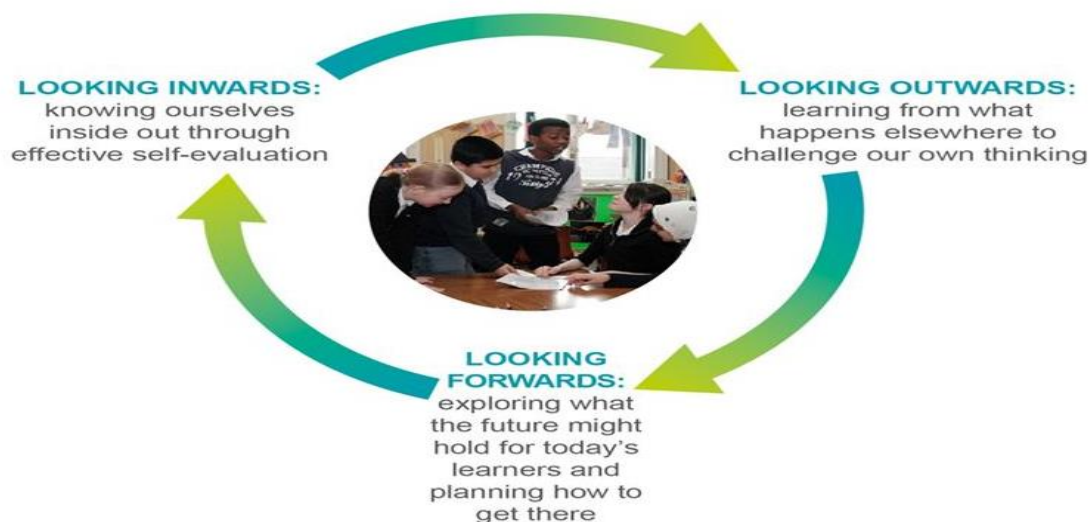 LOOKING INWARDS:
knowing ourselves
inside out through
effective self-evaluation
LOOKING OUTWARDS:
learning from what
happens elsewhere to
challenge our own thinking
LOOKING
FORWARDS:
exploring what
the future might
hold for today’s
learners and
planning how to
get there